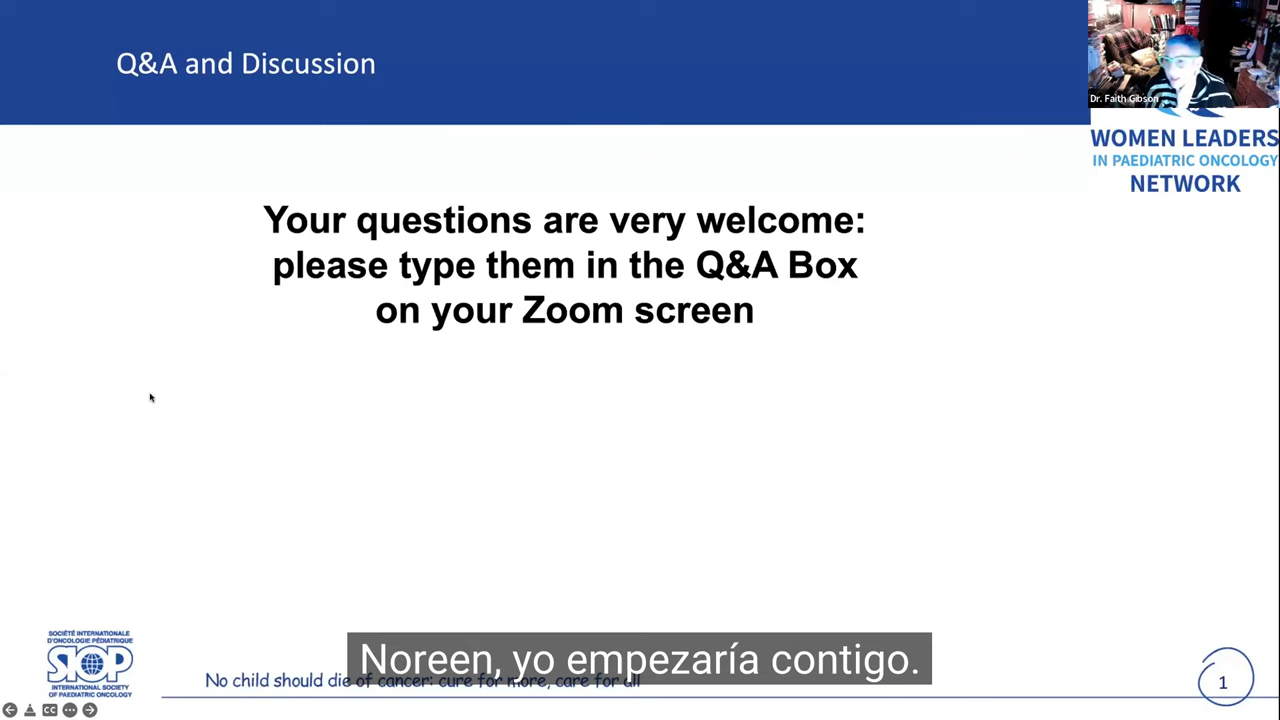 Q&A and Discussion
Dr. Faith Gibson
WOMEN LEADERS
IN PAEDIATRIC ONCOLOGY
NETWORK
Your questions are very welcome:
please type them in the Q&A Box
on your Zoom screen
SOCIÉTÉ INTERNATIONALE
D'ONCOLOGIE PÉDIATRIQUE
SIOP
INTERNATIONAL SOCIETY
OF PAEDIATRIC ONCOLOGY
No child should die of cancer: cure for more, care for all
Noreen, yo empezaría contigo.
1
CC